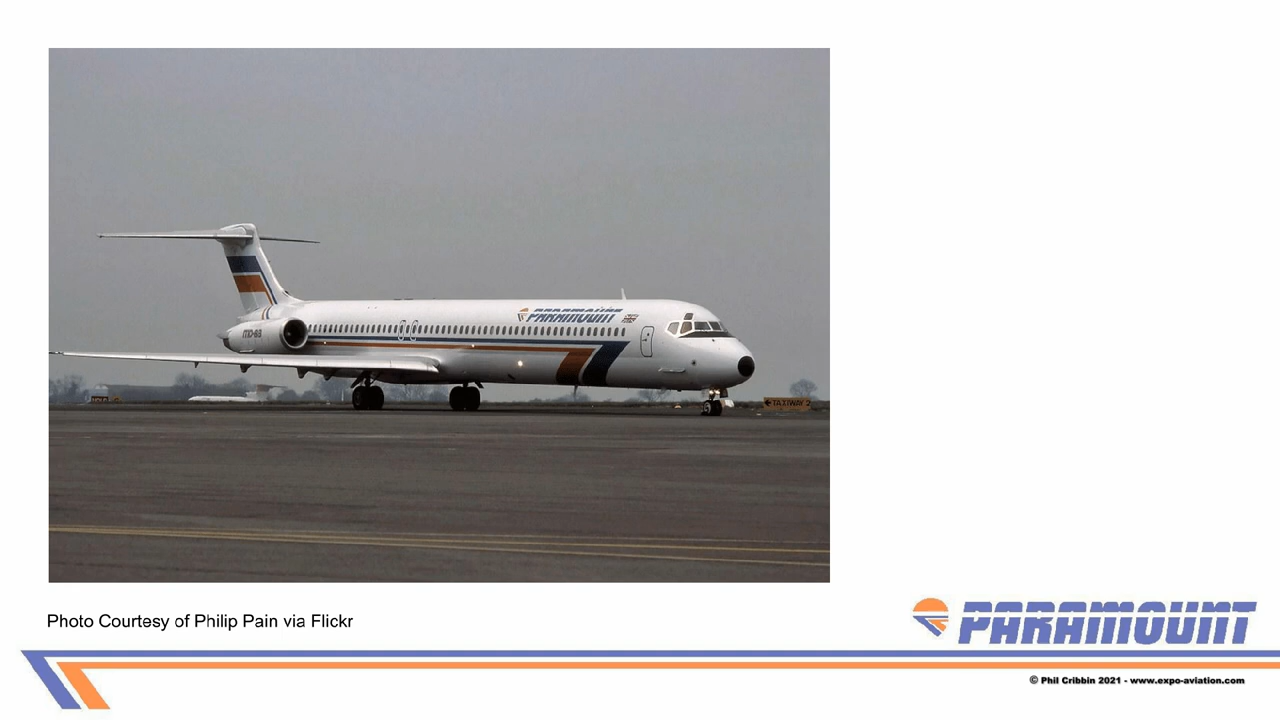 PARAMOUNT
MD-83
TAXIWAY 2
Photo Courtesy of Philip Pain via Flickr
PARAMOUNT
© Phil Cribbin 2021 - www.expo-aviation.com